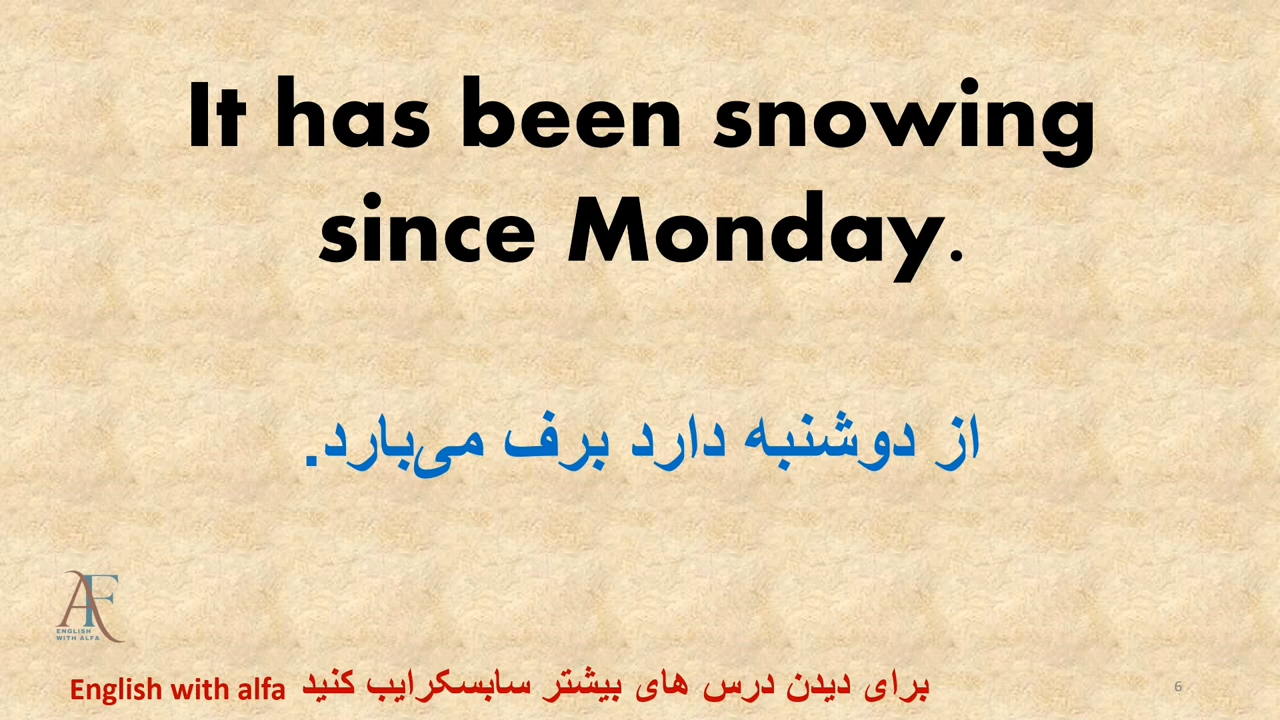 It has been snowing
since Monday.
از دوشنبه دارد برف می‌بارد.
AF
ENGLISH
WITH ALFA
English with alfa برای دیدن درس های بیشتر سابسکرایب کنید
6